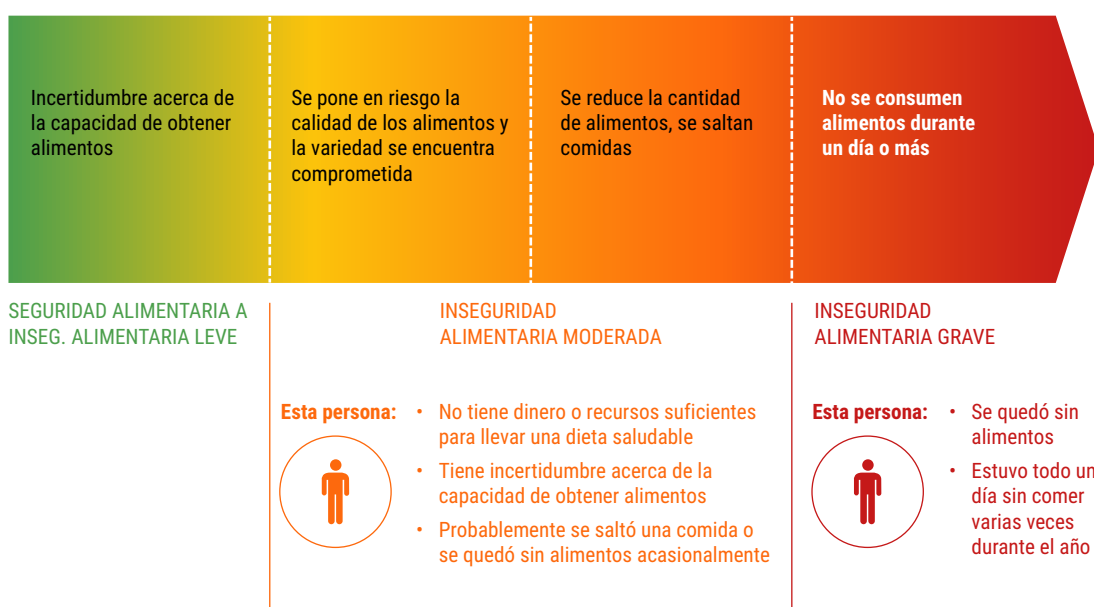 Incertidumbre acerca de
la capacidad de obtener
alimentos
Se pone en riesgo la
calidad de los alimentos y
la variedad se encuentra
comprometida
Se reduce la cantidad
de alimentos, se saltan
comidas
No se consumen
alimentos durante
un día o más
SEGURIDAD ALIMENTARIA A
INSEG. ALIMENTARIA LEVE
INSEGURIDAD
ALIMENTARIA MODERADA
Esta persona:
• No tiene dinero o recursos suficientes
para llevar una dieta saludable
• Tiene incertidumbre acerca de la
capacidad de obtener alimentos
• Probablemente se saltó una comida o
se quedó sin alimentos acasionalmente
INSEGURIDAD
ALIMENTARIA GRAVE
Esta persona:
• Se quedó sin
alimentos
• Estuvo todo un
día sin comer
varias veces
durante el año